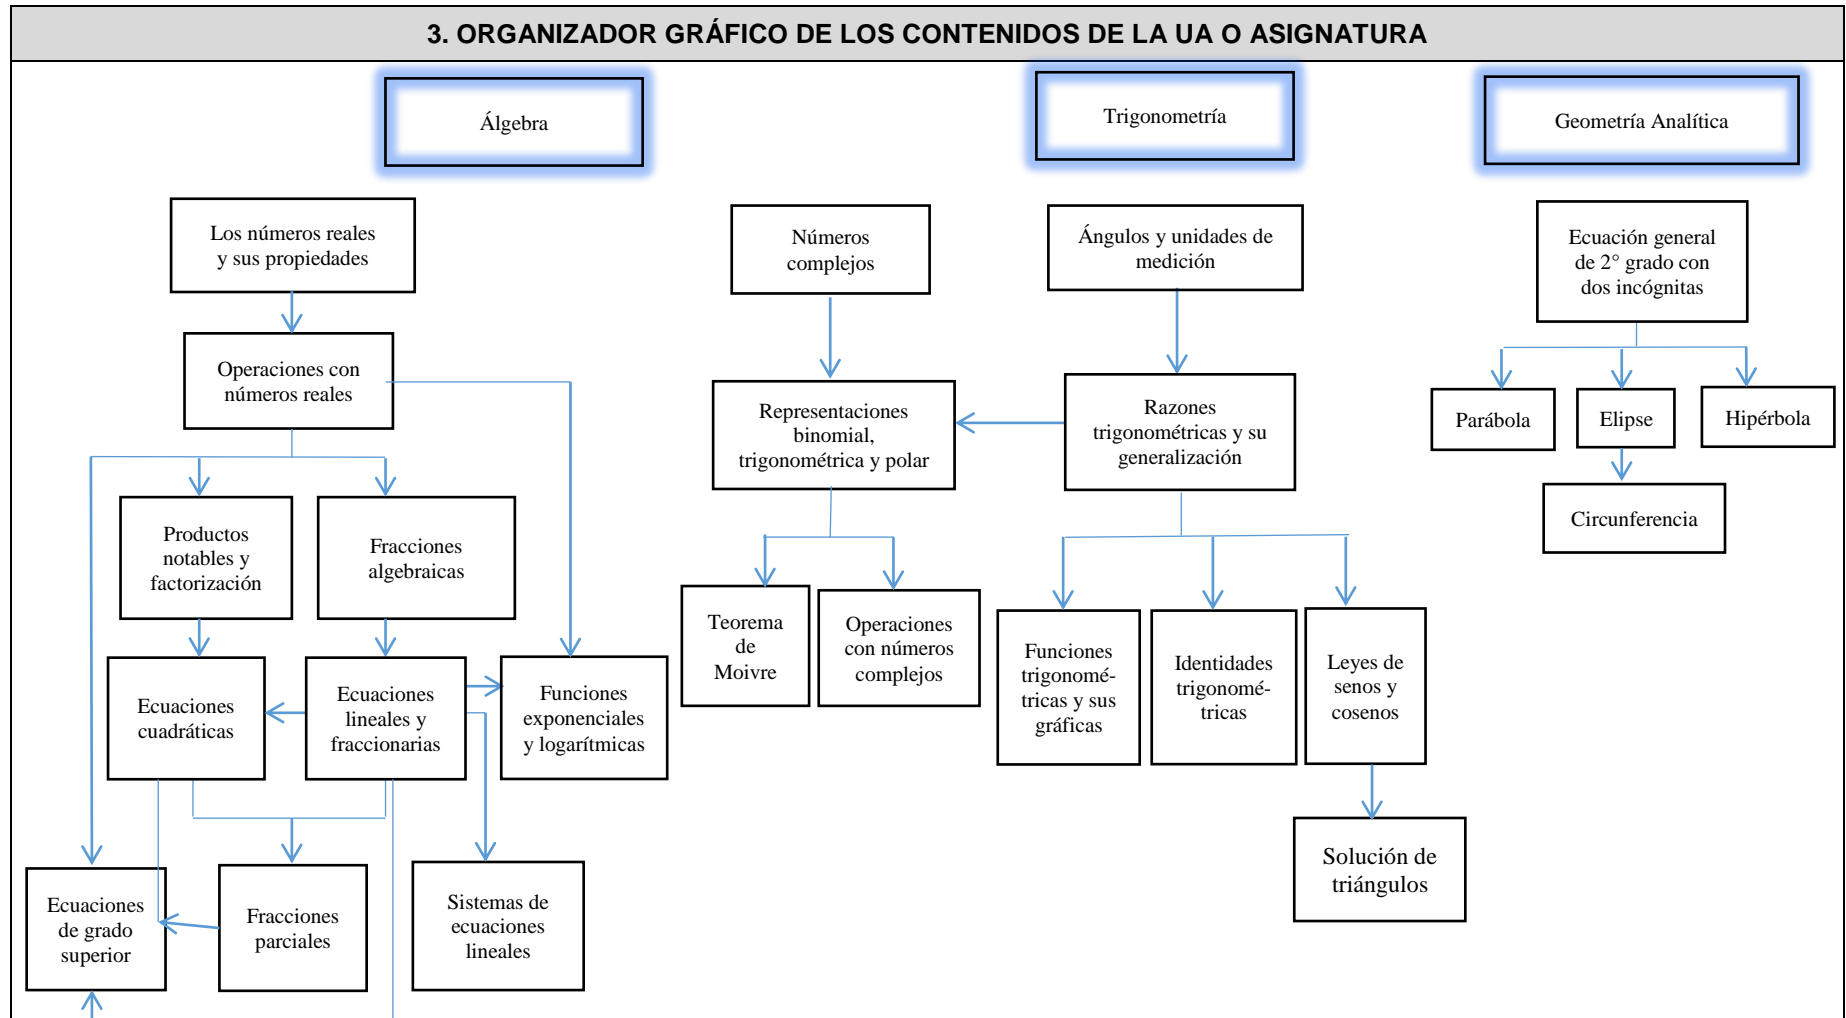 3. ORGANIZADOR GRÁFICO DE LOS CONTENIDOS DE LA UA O ASIGNATURA
Álgebra
Trigonometría
Geometría Analítica
Los números reales
y sus propiedades
Números
complejos
Ángulos y unidades de
medición
Ecuación general
de 2° grado con
dos incógnitas
Operaciones con
números reales
Representaciones
binomial,
trigonométrica y polar
Razones
trigonométricas y su
generalización
Parábola
Elipse
Hipérbola
Circunferencia
Productos
notables y
factorización
Fracciones
algebraicas
Teorema
de
Moivre
Operaciones
con números
complejos
Funciones
trigonomé-
tricas y sus
gráficas
Identidades
trigonomé-
tricas
Leyes de
senos y
cosenos
Ecuaciones
cuadráticas
Ecuaciones
lineales y
fraccionarias
Funciones
exponenciales
y logarítmicas
Solución de
triángulos
Ecuaciones
de grado
superior
Fracciones
parciales
Sistemas de
ecuaciones
lineales